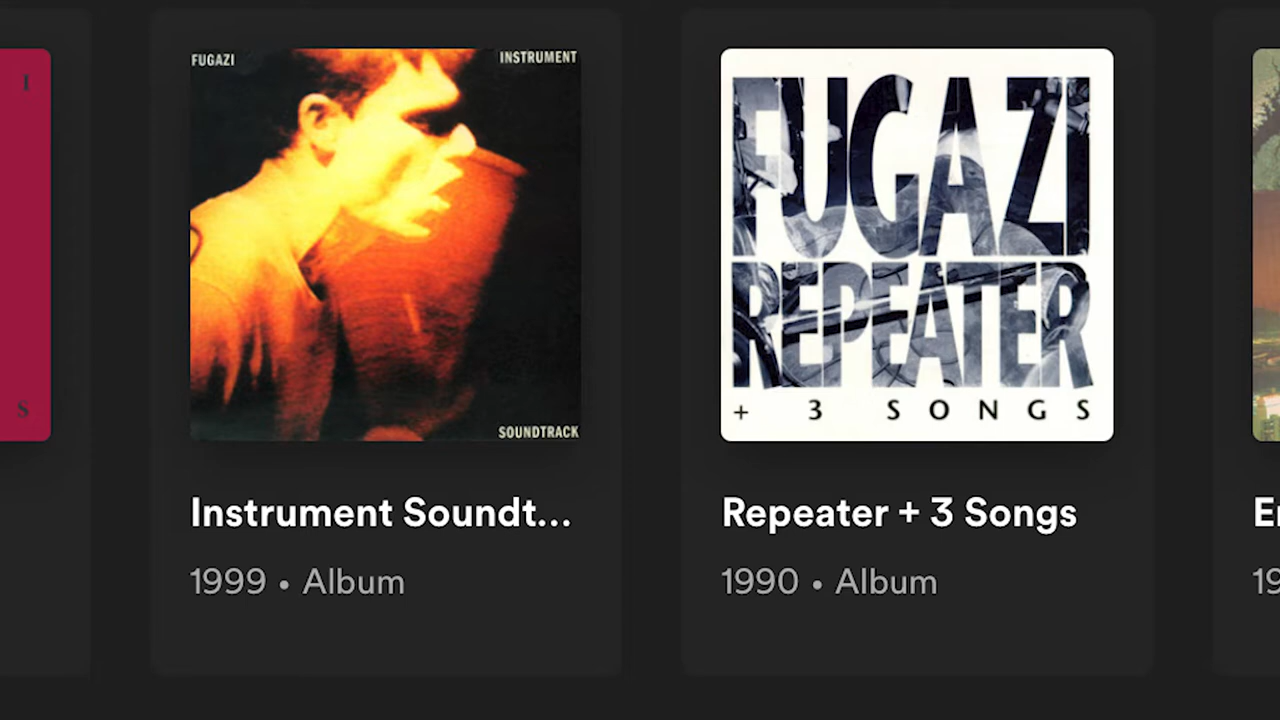 I
S
FUGAZI
INSTRUMENT
SOUNDTRACK
Instrument Soundt...
1999 • Album
FUGAZI
REPEATER
+ 3 SONGS
Repeater + 3 Songs
1990 • Album